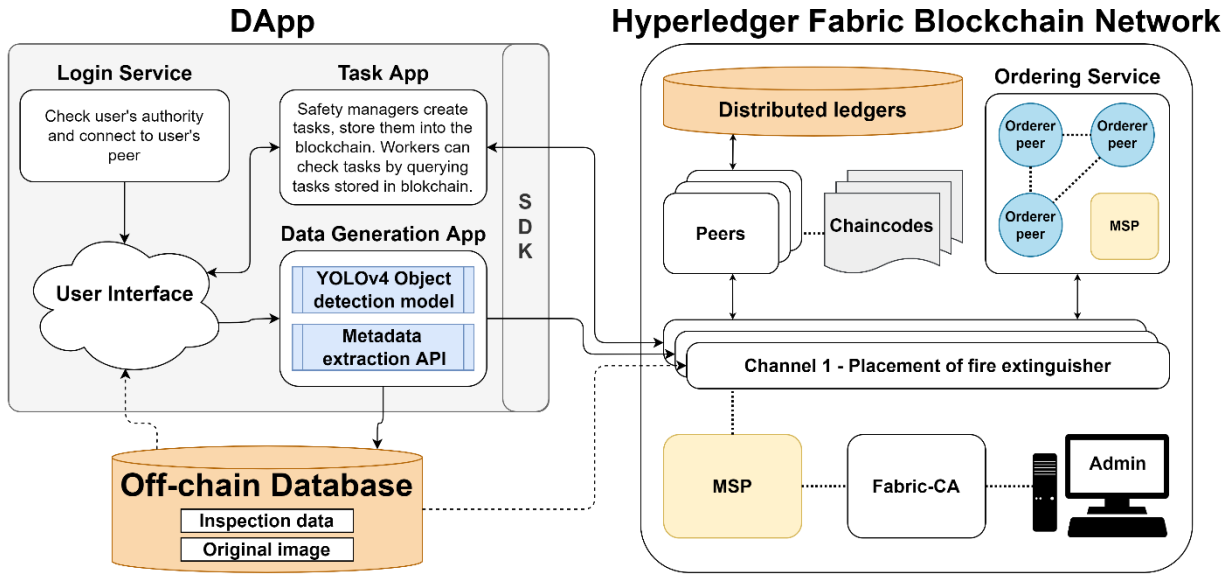 DApp
Hyperledger Fabric Blockchain Network
Login Service
Check user's authority
and connect to user's
peer
Task App
Safety managers create
tasks, store them into the
blockchain. Workers can
check tasks by querying
tasks stored in blokchain.
User Interface
Data Generation App
YOLOv4 Object
detection model
Metadata
extraction API
S
D
K
Off-chain Database
Inspection data
Original image
Distributed ledgers
Ordering Service
Orderer
peer
Orderer
peer
Orderer
peer
MSP
Peers
Chaincodes
Channel 1 - Placement of fire extinguisher
MSP
Fabric-CA
Admin